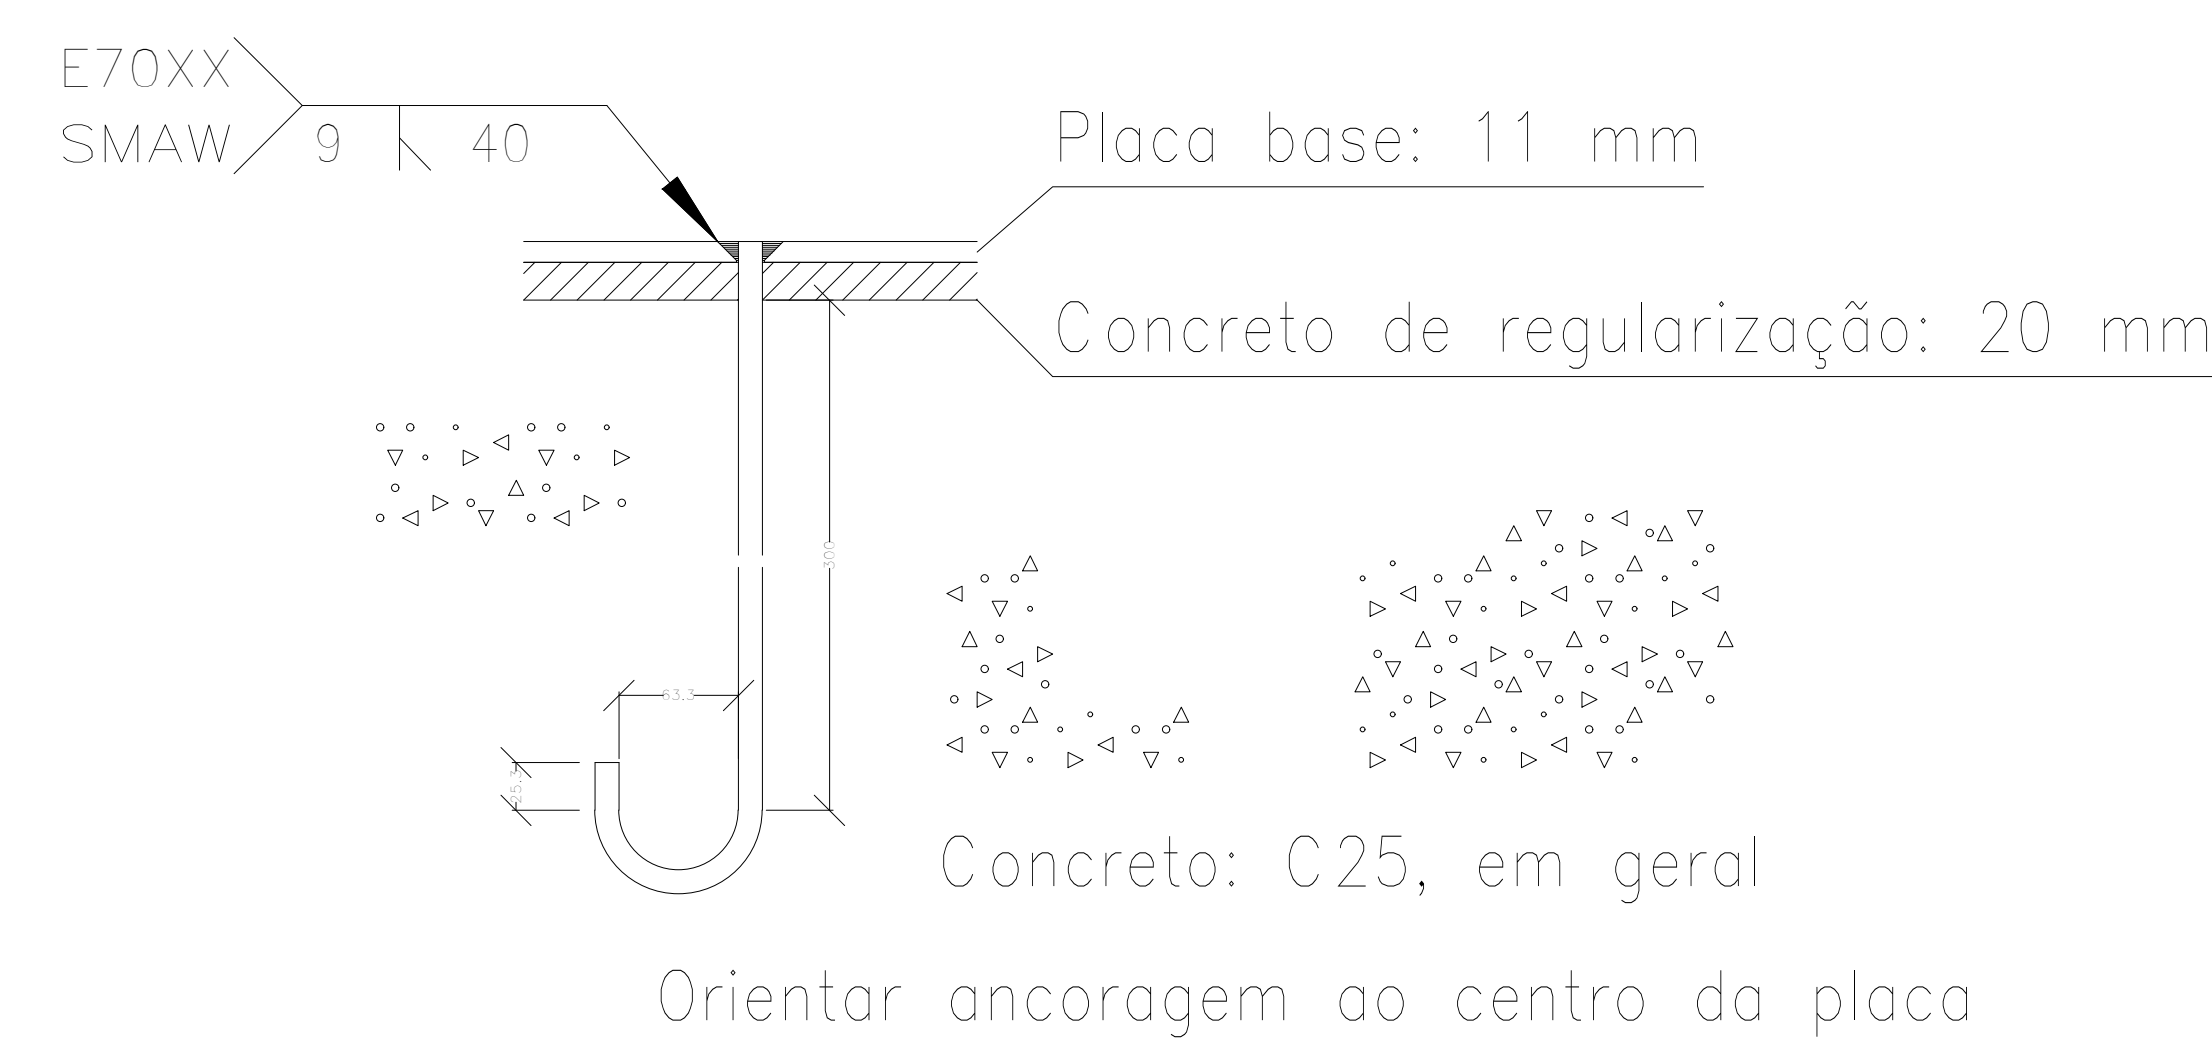 E70XX
SMAW 9 40
Placa base: 11 mm
Concreto de regularização: 20 mm
300
63.3
25.3
Concreto: C25, em geral
Orientar ancoragem ao centro da placa